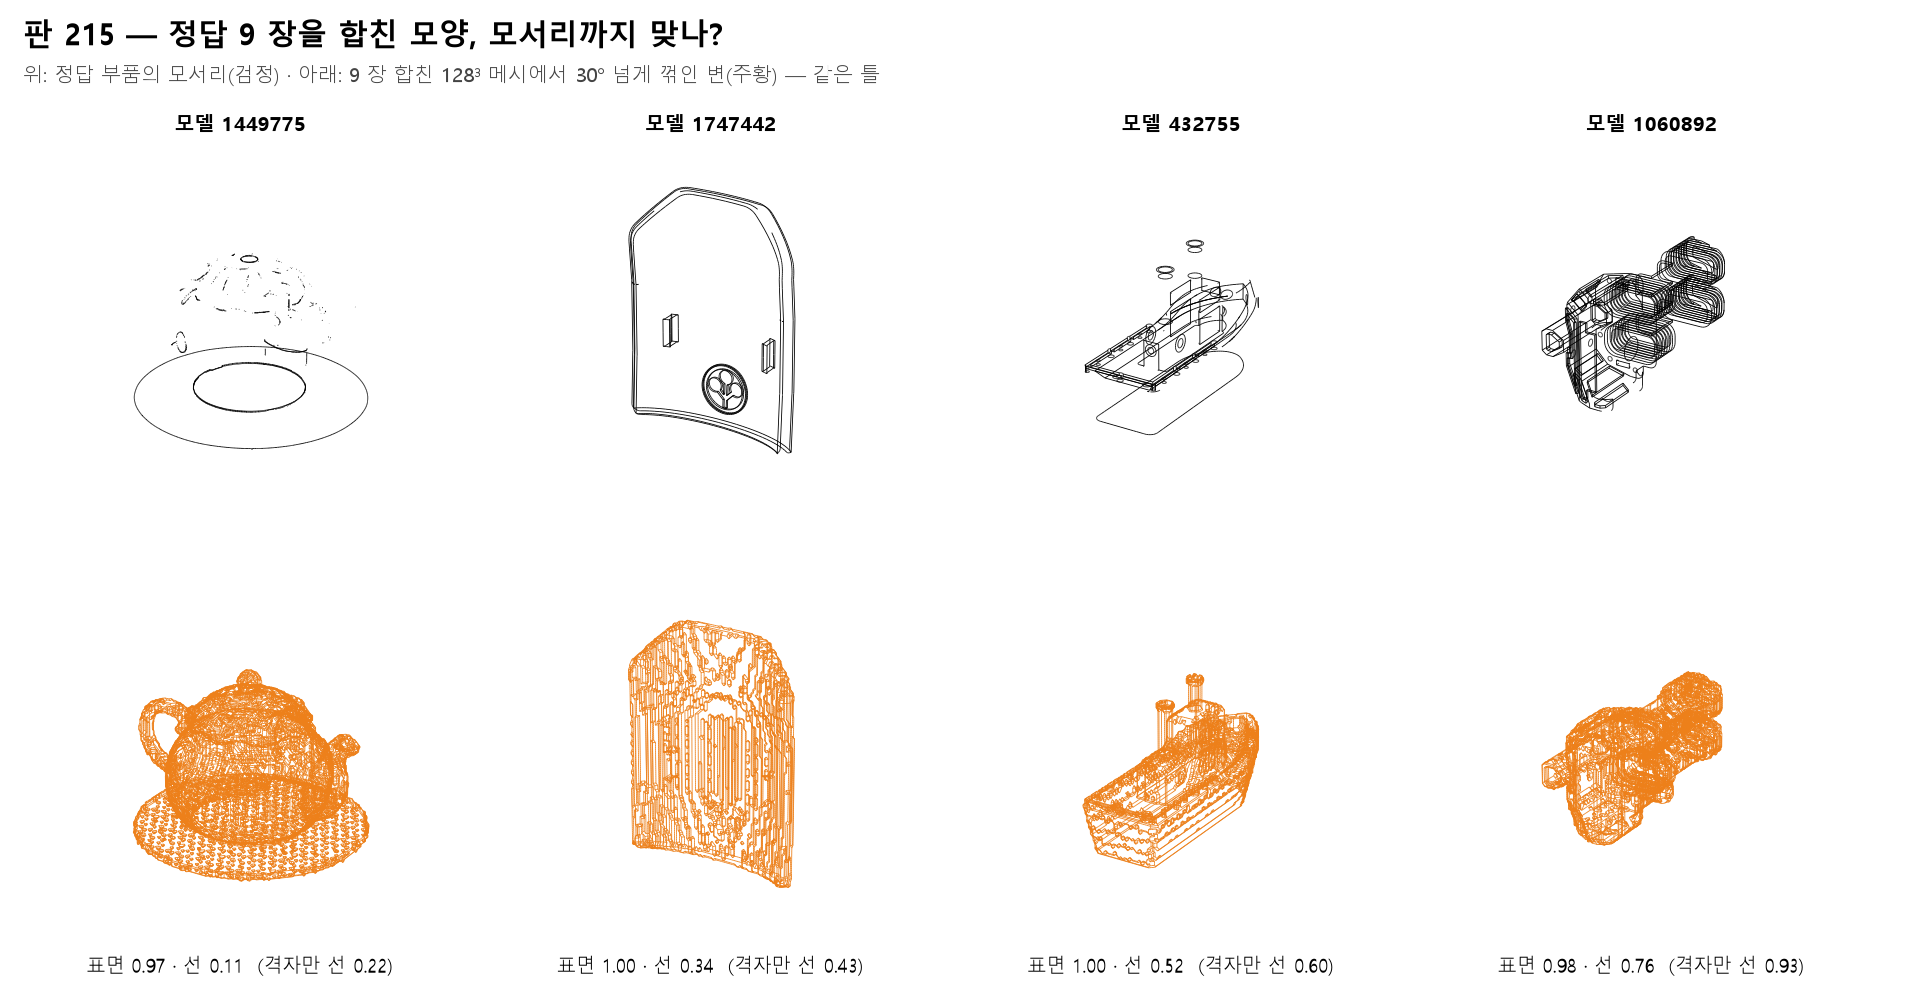 판 215 — 정답 9 장을 합친 모양, 모서리까지 맞나?
위: 정답 부품의 모서리(검정) · 아래: 9 장 합친 128³ 메시에서 30° 넘게 꺾인 변(주황) — 같은 틀
모델 1449775
모델 1747442
모델 432755
모델 1060892
표면 0.97 · 선 0.11 (격자만 선 0.22)
표면 1.00 · 선 0.34 (격자만 선 0.43)
표면 1.00 · 선 0.52 (격자만 선 0.60)
표면 0.98 · 선 0.76 (격자만 선 0.93)